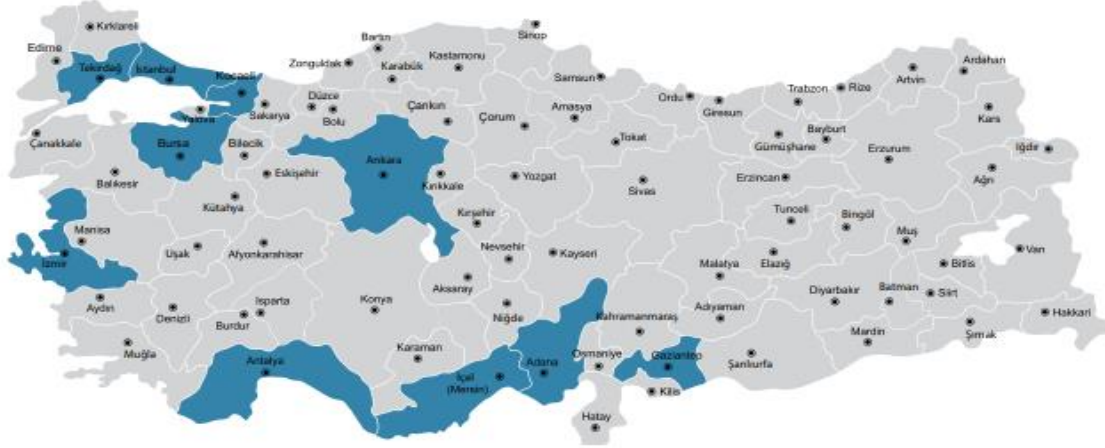 Kırklareli
Edirne
Tekirdağ
İstanbul
Kocaeli
Yalova
Sakarya
Düzce
Bolu
Zonguldak
Bartın
Karabük
Kastamonu
Sinop
Samsun
Çankırı
Çorum
Amasya
Tokat
Ordu
Giresun
Trabzon
Rize
Artvin
Ardahan
Kars
Gümüşhane
Bayburt
Erzurum
Iğdır
Ağrı
Çanakkale
Bursa
Bilecik
Eskişehir
Ankara
Kırıkkale
Yozgat
Sivas
Erzincan
Balıkesir
Kütahya
Kırşehir
Tunceli
Bingöl
Muş
Van
Manisa
İzmir
Uşak
Afyonkarahisar
Nevsehir
Kayseri
Malatya
Elazığ
Bitlis
Aksaray
Konya
Niğde
Kahramanmaraş
Adıyaman
Diyarbakır
Batman
Siirt
Aydın
Denizli
Burdur
Isparta
Mardin
Şırnak
Hakkari
Muğla
Antalya
Karaman
İçel
(Mersin)
Adana
Osmaniye
Gaziantep
Şanlıurfa
Kilis
Hatay